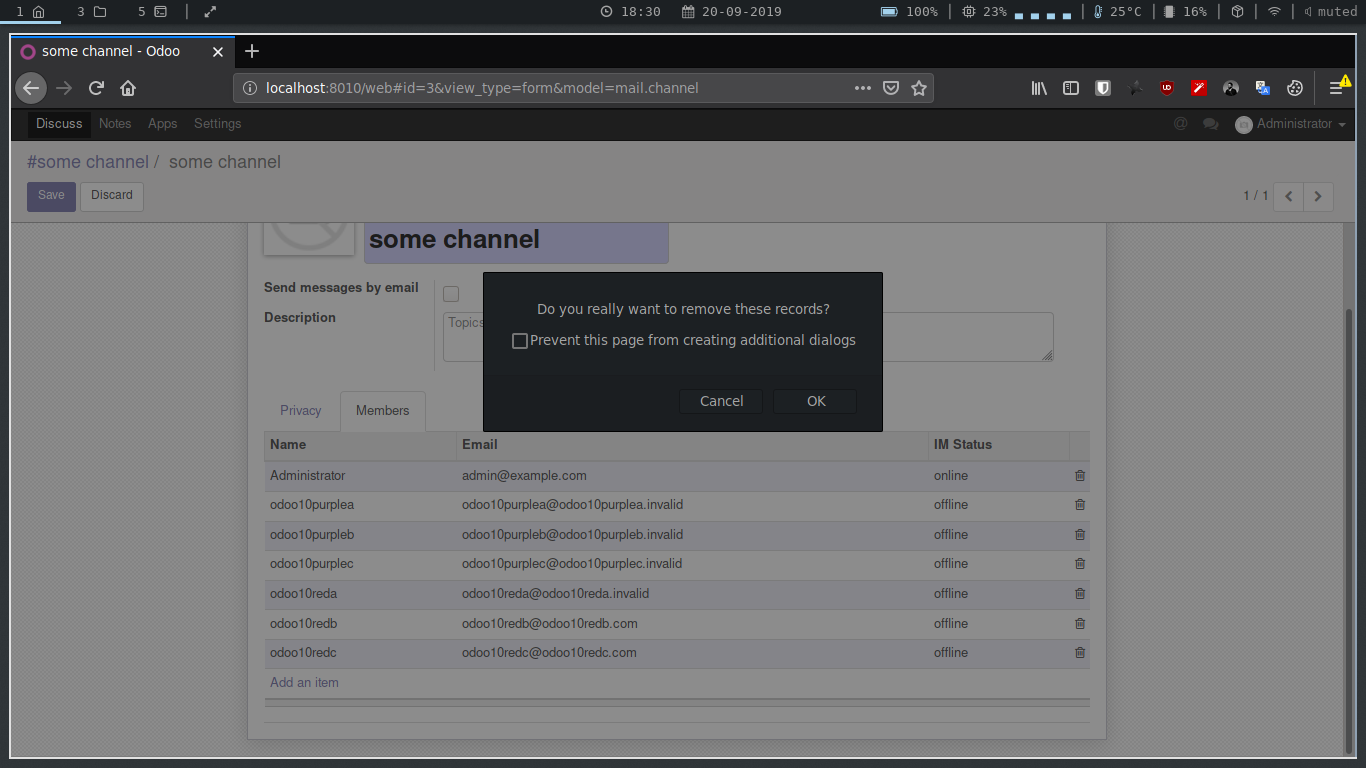 1 3 5 18:30 20-09-2019 100% 23% 25°C 16% muted
some channel - Odoo
localhost:8010/web#id=3&view_type=form&model=mail.channel
Discuss Notes Apps Settings @ Administrator
#some channel / some channel
Save Discard 1 / 1
some channel
Send messages by email
Description Topics
Do you really want to remove these records?
Prevent this page from creating additional dialogs
Cancel OK
Privacy Members
Name Email IM Status
Administrator admin@example.com online
odoo10purplea odoo10purplea@odoo10purplea.invalid offline
odoo10purpleb odoo10purpleb@odoo10purpleb.invalid offline
odoo10purplec odoo10purplec@odoo10purplec.invalid offline
odoo10reda odoo10reda@odoo10reda.invalid offline
odoo10redb odoo10redb@odoo10redb.com offline
odoo10redc odoo10redc@odoo10redc.com offline
Add an item